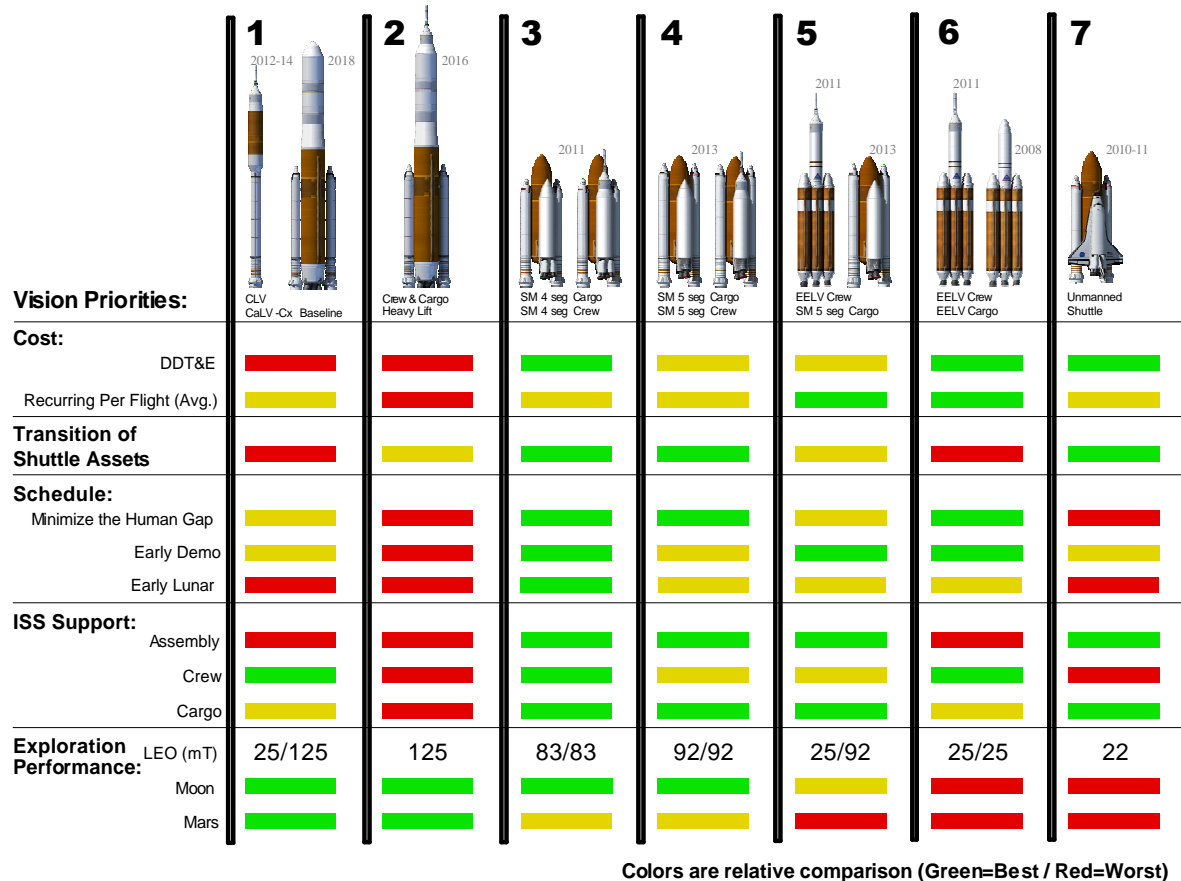 1 2 3 4 5 6 7
2012-14 2018 2016 2011 2013 2011 2013 2011 2008 2010-11
Vision Priorities:
CLV
CaLV -Cx Baseline
Crew & Cargo
Heavy Lift
SM 4 seg Cargo
SM 4 seg Crew
SM 5 seg Cargo
SM 5 seg Crew
EELV Crew
SM 5 seg Cargo
EELV Crew
EELV Cargo
Unmanned
Shuttle
Cost:
DDT&E
Recurring Per Flight (Avg.)
Transition of
Shuttle Assets
Schedule:
Minimize the Human Gap
Early Demo
Early Lunar
ISS Support:
Assembly
Crew
Cargo
Exploration
Performance:
LEO (mT) 25/125 125 83/83 92/92 25/92 25/25 22
Moon
Mars
Colors are relative comparison (Green=Best / Red=Worst)